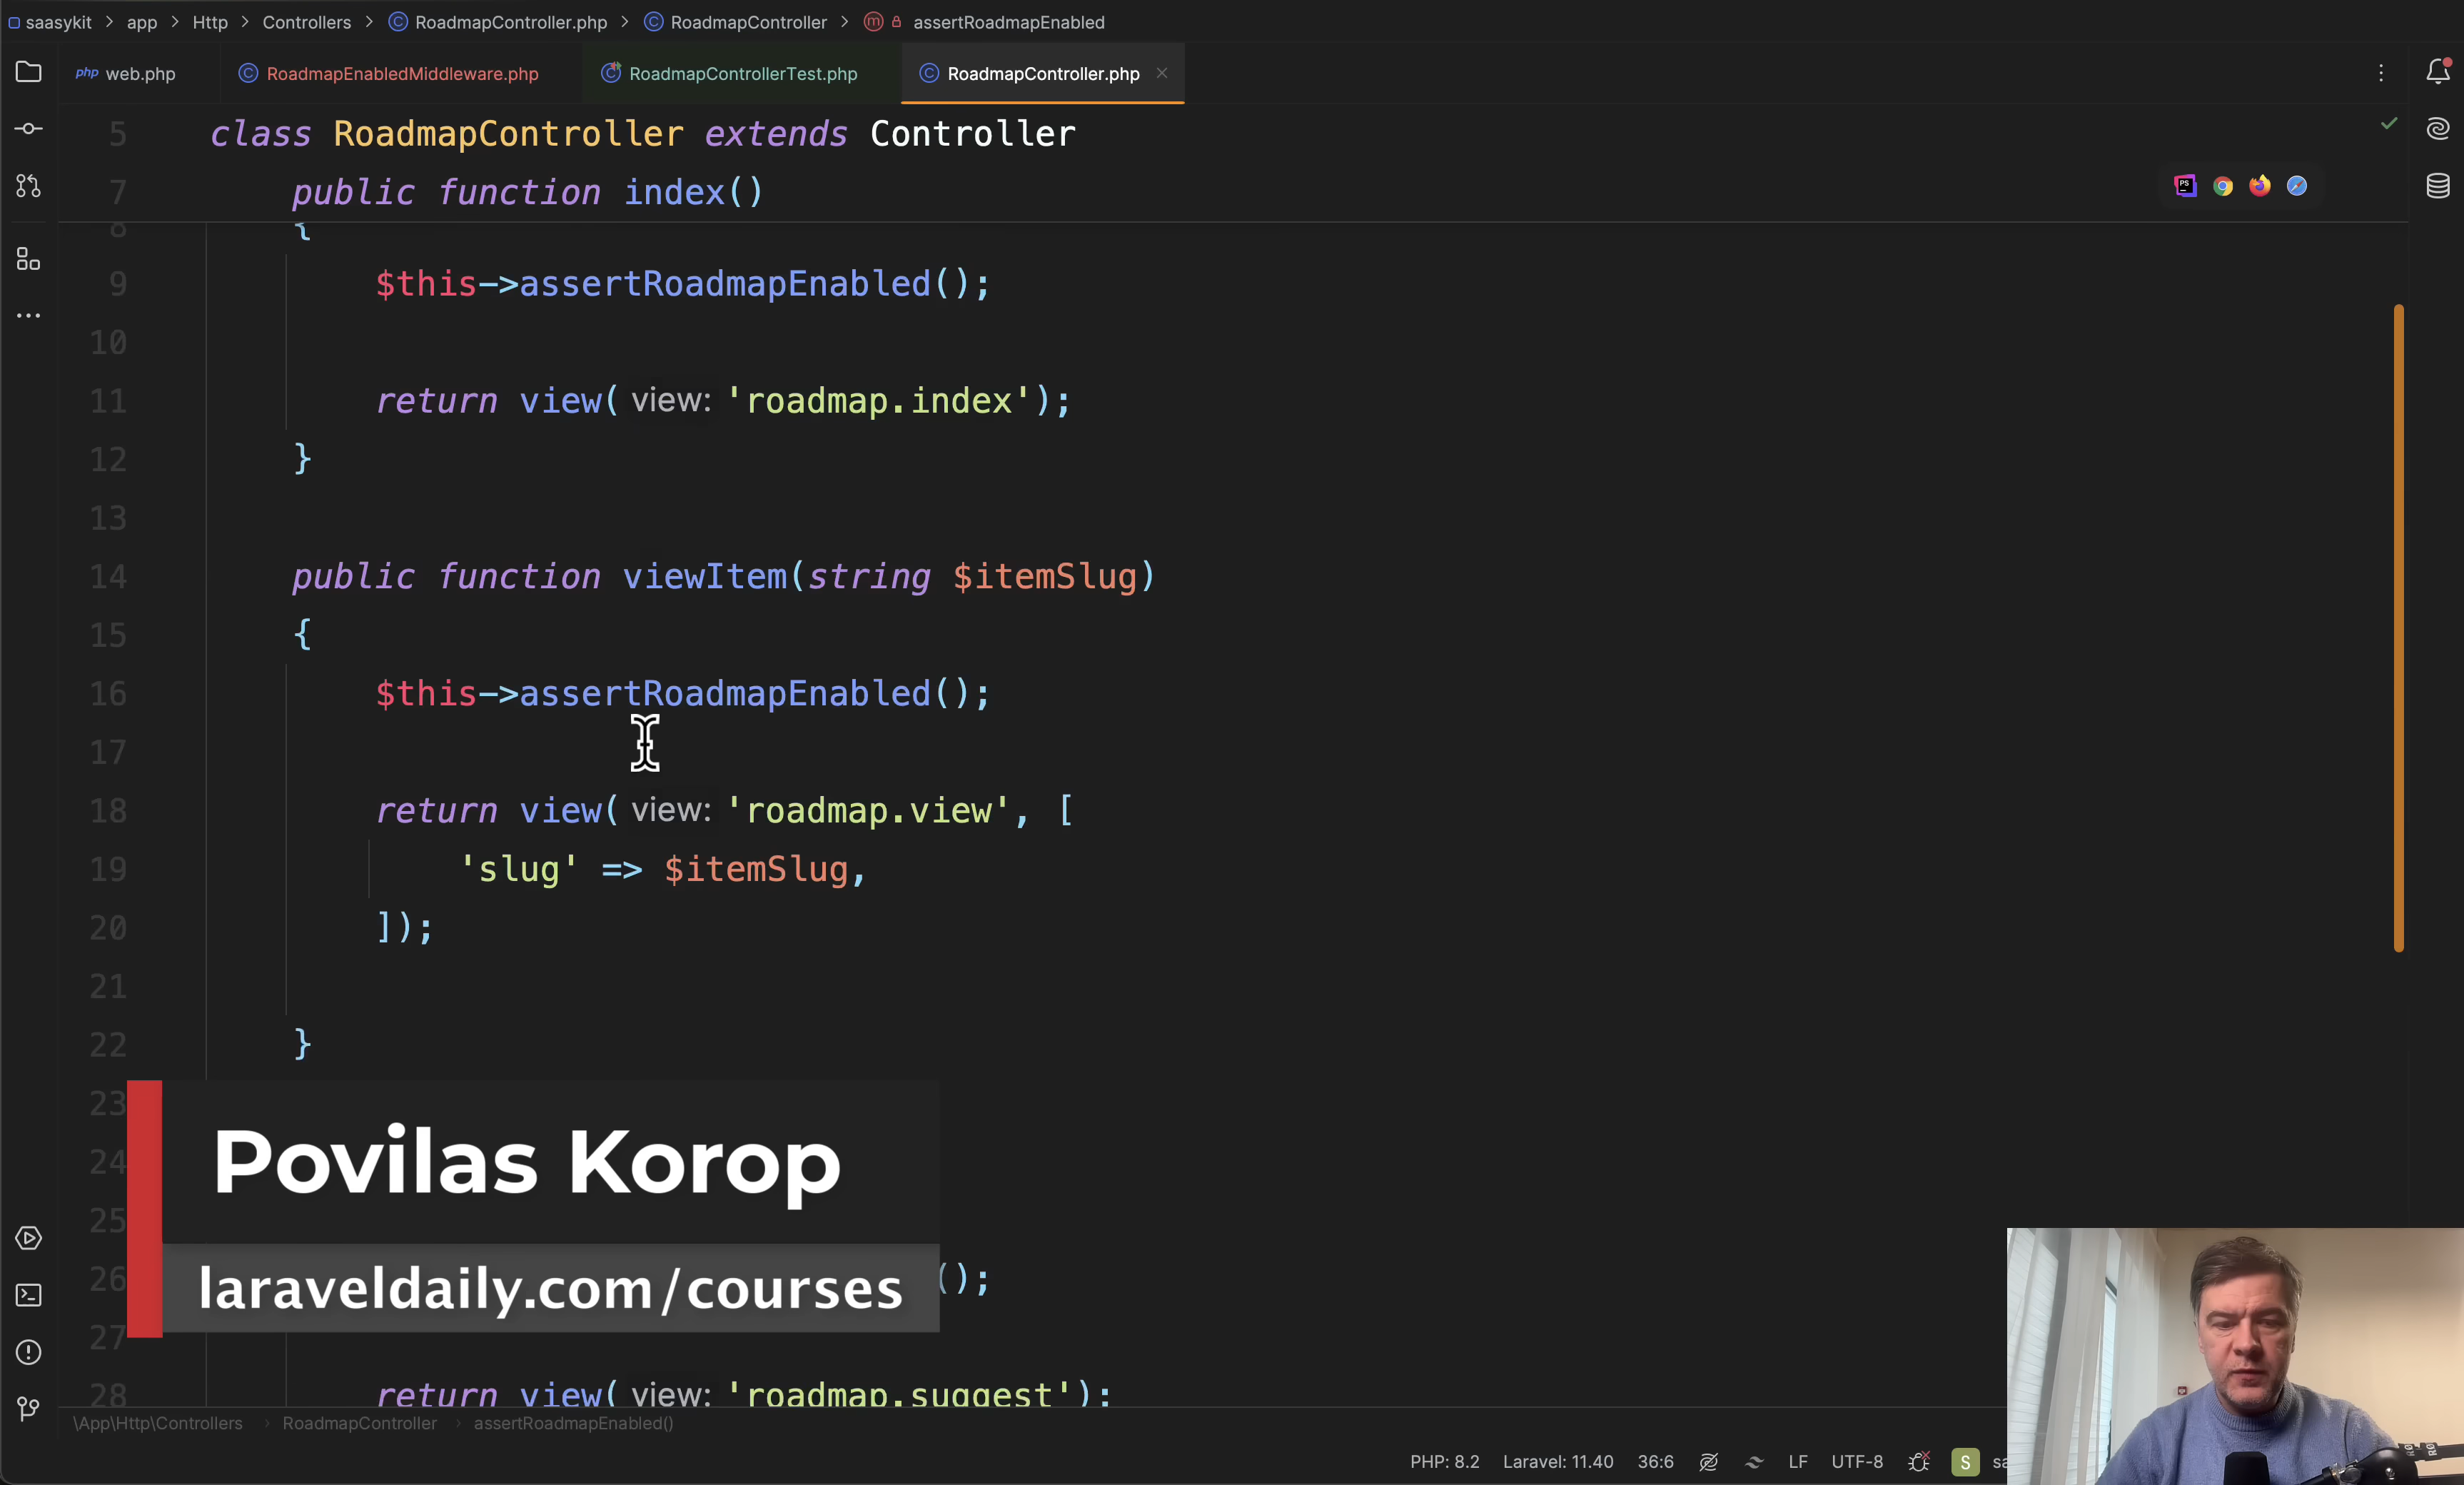 saasykit > app > Http > Controllers > RoadmapController.php > RoadmapController > assertRoadmapEnabled
php web.php RoadmapEnabledMiddleware.php RoadmapControllerTest.php RoadmapController.php
5 class RoadmapController extends Controller
7 public function index()
8 {
9 $this->assertRoadmapEnabled();
10
11 return view( view: 'roadmap.index');
12 }
13
14 public function viewItem(string $itemSlug)
15 {
16 $this->assertRoadmapEnabled();
17
18 return view( view: 'roadmap.view', [
19 'slug' => $itemSlug,
20 ]);
21
22 }
23
24
25
26 ();
27
28 return view( view: 'roadmap.suggest');
Povilas Korop
laraveldaily.com/courses
\App\Http\Controllers > RoadmapController > assertRoadmapEnabled()
PHP: 8.2 Laravel: 11.40 36:6 LF UTF-8 S